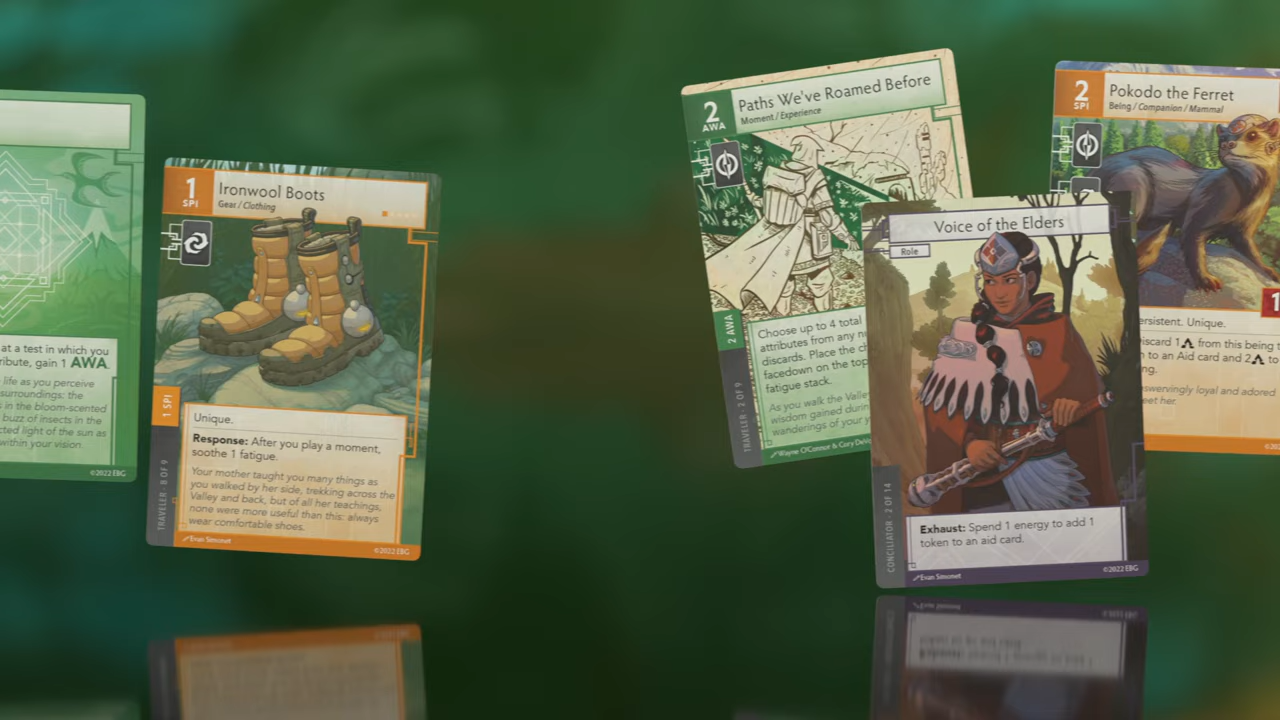 at a test in which you
ribute, gain 1 AWA.
life as you perceive
surroundings: the
s in the bloom-scented
buzz of insects in the
cted light of the sun as
within your vision
©2022 EBG
1
SPI
Ironwool Boots
Gear / Clothing
1 SPI
Unique.
Response: After you play a moment,
soothe 1 fatigue.
Your mother taught you many things as
you walked by her side, trekking across the
Valley and back, but of all her teachings,
none were more useful than this: always
wear comfortable shoes.
TRAVELER · 8 OF 9
Evan Simonet
©2022 EBG
2
AWA
Paths We've Roamed Before
Moment / Experience
2 AWA
Choose up to 4 total
attributes from any nu
discards. Place the ch
facedown on the top
fatigue stack.
As you walk the Valley
wisdom gained durin
wanderings of your y
TRAVELER · 2 OF 9
Wayne O'Connor & Cory DeVo
Voice of the Elders
Role
Exhaust: Spend 1 energy to add 1
token to an aid card.
CONCILIATOR · 2 OF 14
Evan Simonet
©2022 EBG
2
SPI
Pokodo the Ferret
Being / Companion / Mammal
1
ersistent. Unique.
iscard 1 from this being t
n to an Aid card and 2 to
ng.
nswervingly loyal and adored
eet her.
©202